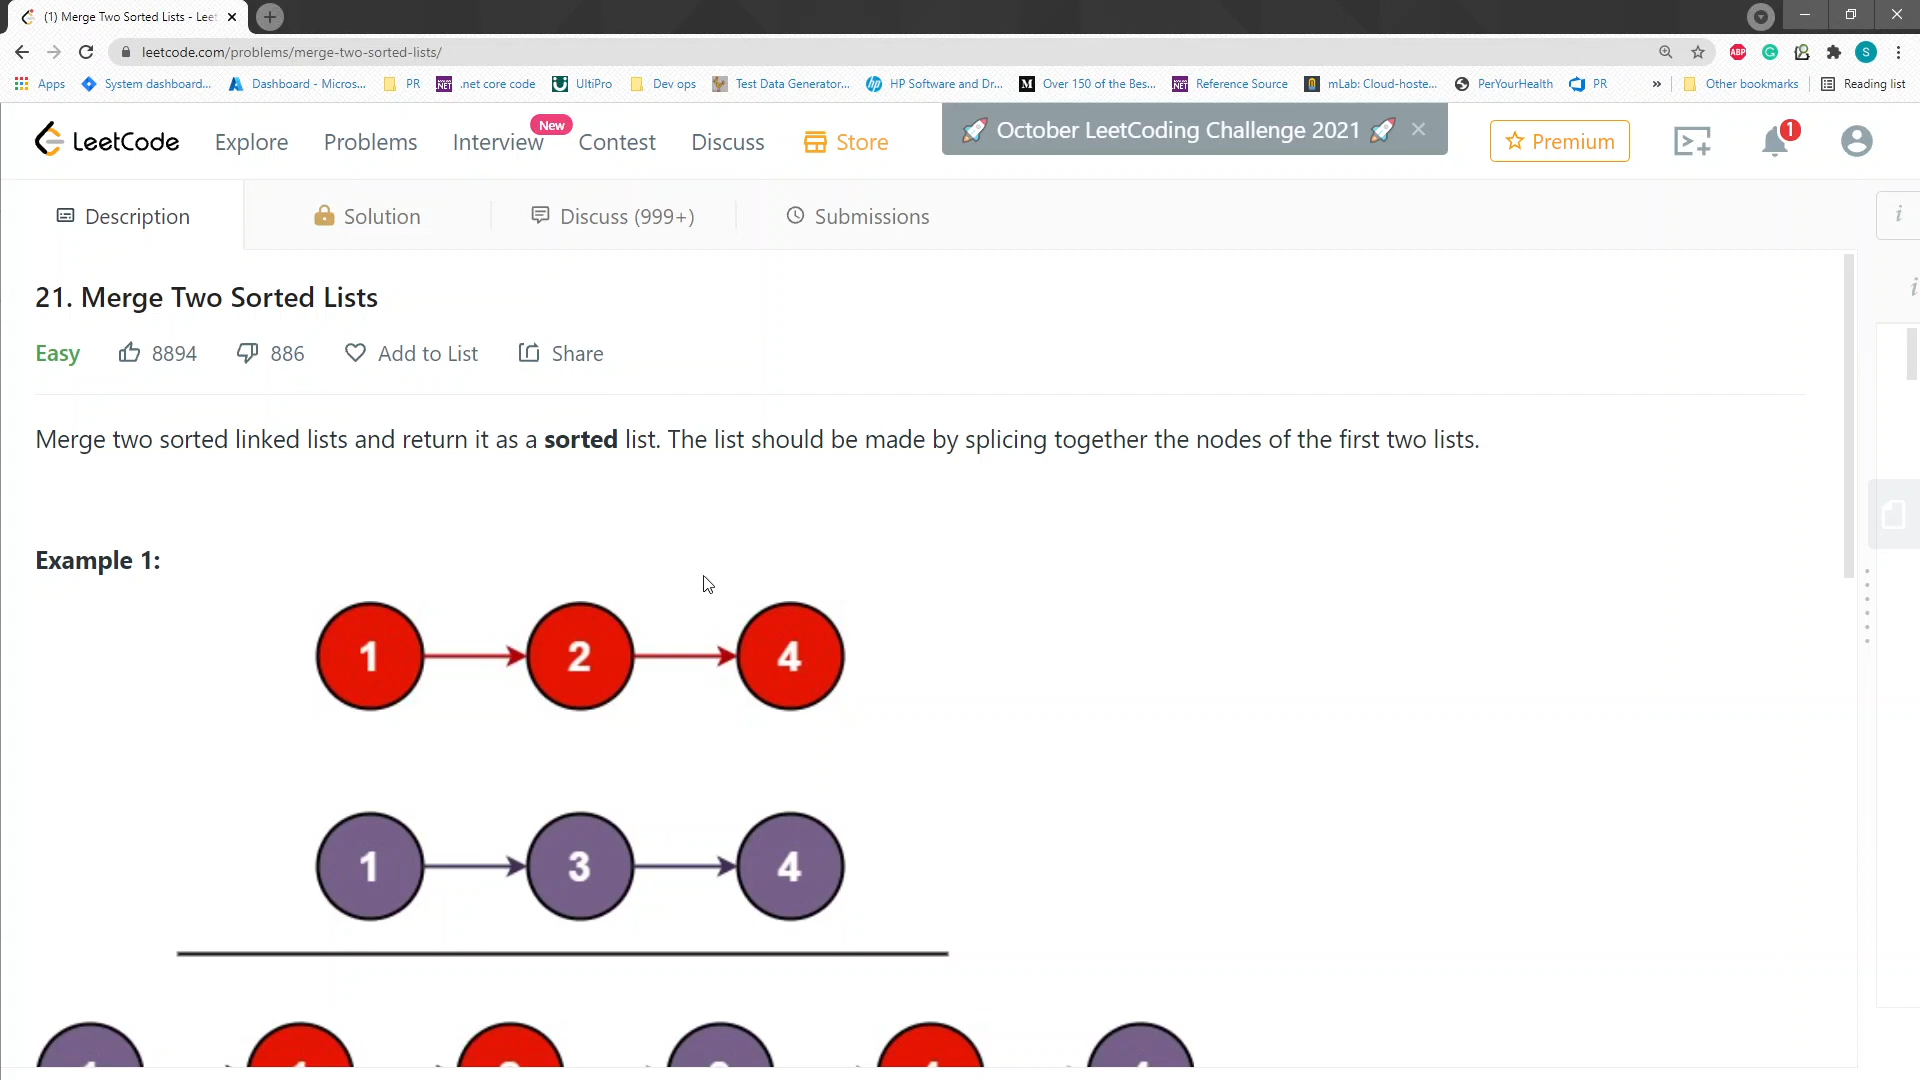 (1) Merge Two Sorted Lists - Leet
leetcode.com/problems/merge-two-sorted-lists/
ABP
S
Apps System dashboard... Dashboard - Micros... PR .net core code UltiPro Dev ops Test Data Generator... HP Software and Dr... Over 150 of the Bes... Reference Source mLab: Cloud-hoste... PerYourHealth PR » Other bookmarks Reading list
LeetCode Explore Problems Interview New Contest Discuss Store 🚀 October LeetCoding Challenge 2021 🚀 Premium 1
Description Solution Discuss (999+) Submissions
21. Merge Two Sorted Lists
Easy 8894 886 Add to List Share
Merge two sorted linked lists and return it as a sorted list. The list should be made by splicing together the nodes of the first two lists.
Example 1:
1 2 4
1 3 4